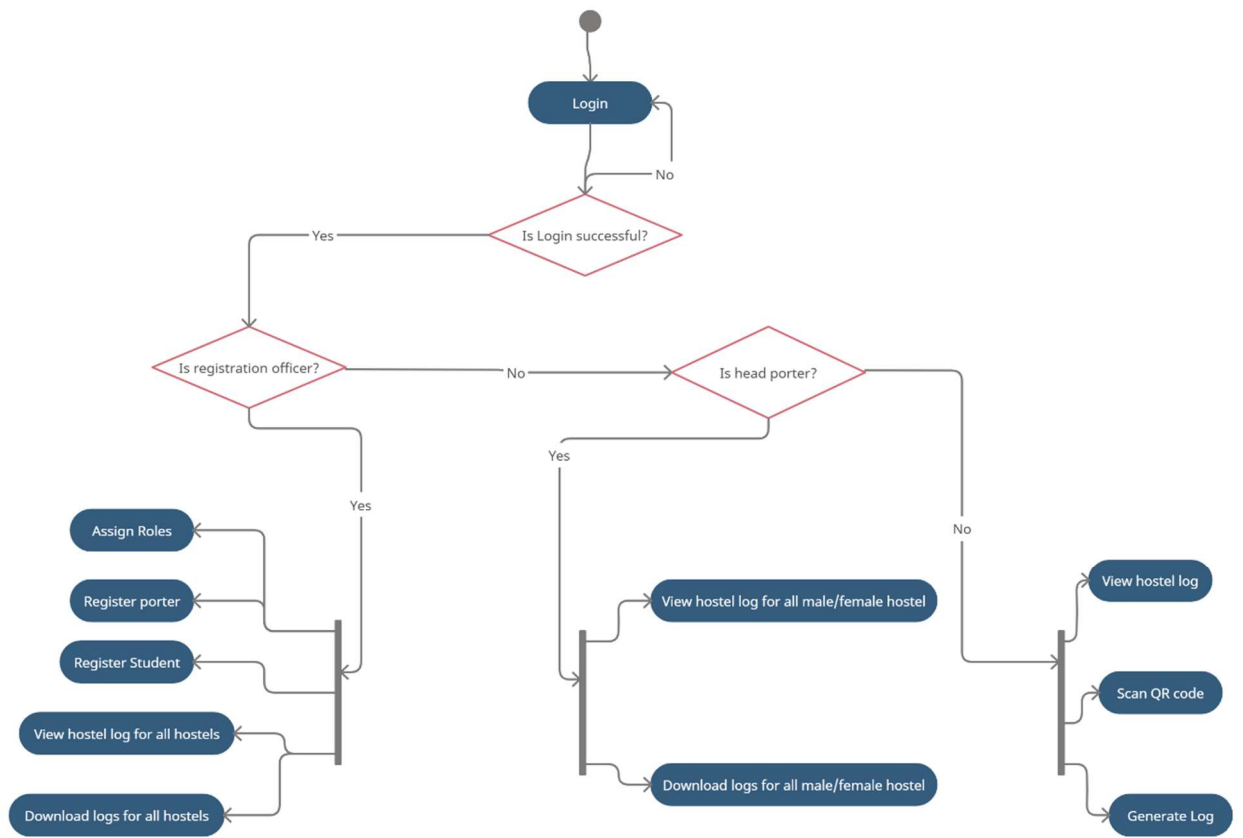 Login
No
Is Login successful?
Yes
Is registration officer?
No
Is head porter?
Yes
Yes
No
Assign Roles
Register porter
Register Student
View hostel log for all hostels
Download logs for all hostels
View hostel log for all male/female hostel
Download logs for all male/female hostel
View hostel log
Scan QR code
Generate Log